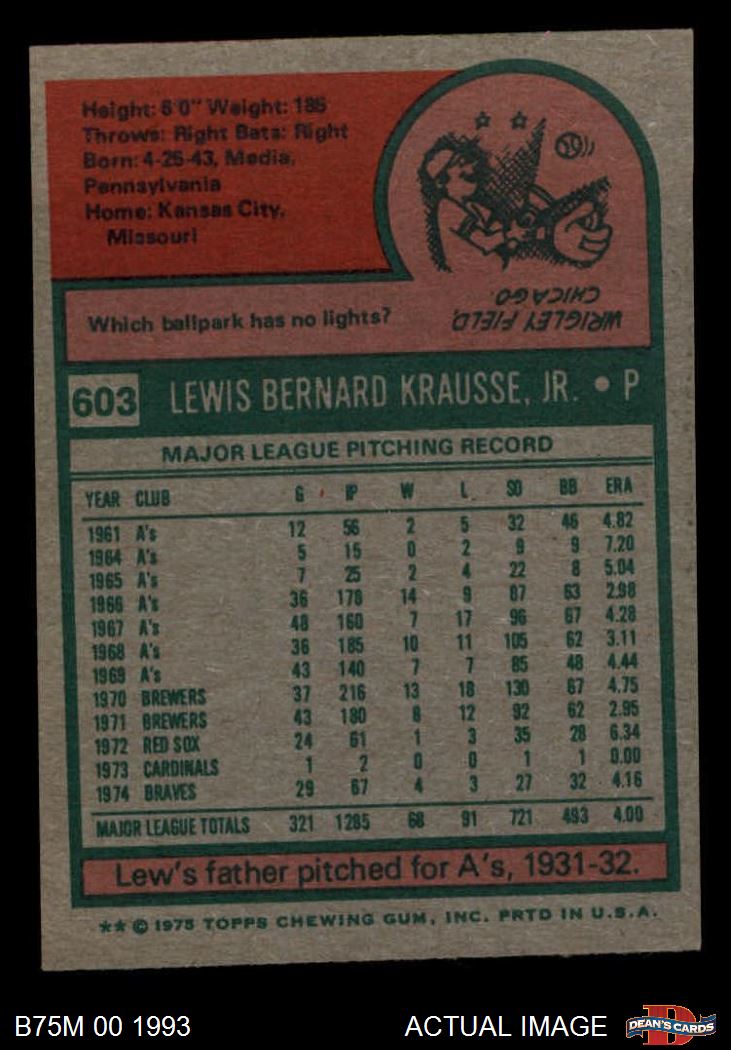 Height: 6'0" Weight: 185
Throws: Right Bats: Right
Born: 4-25-43, Media,
Pennsylvania
Home: Kansas City,
Missouri
Which ballpark has no lights?
WRIGLEY FIELD,
CHICAGO.
603 LEWIS BERNARD KRAUSSE, JR. • P
MAJOR LEAGUE PITCHING RECORD
YEAR CLUB G IP W L SO BB ERA
1961 A's 12 56 2 5 32 46 4.82
1964 A's 5 15 0 2 9 9 7.20
1965 A's 7 25 2 4 22 8 5.04
1966 A's 36 178 14 9 87 63 2.98
1967 A's 48 160 7 17 96 67 4.28
1968 A's 36 185 10 11 105 62 3.11
1969 A's 43 140 7 7 85 48 4.44
1970 BREWERS 37 216 13 18 130 67 4.75
1971 BREWERS 43 180 8 12 92 62 2.95
1972 RED SOX 24 61 1 3 35 28 6.34
1973 CARDINALS 1 2 0 0 1 1 0.00
1974 BRAVES 29 67 4 3 27 32 4.16
MAJOR LEAGUE TOTALS 321 1285 68 91 721 493 4.00
Lew's father pitched for A's, 1931-32.
** © 1975 TOPPS CHEWING GUM, INC. PRTD IN U.S.A.
B75M 00 1993 ACTUAL IMAGE
DEAN'S CARDS